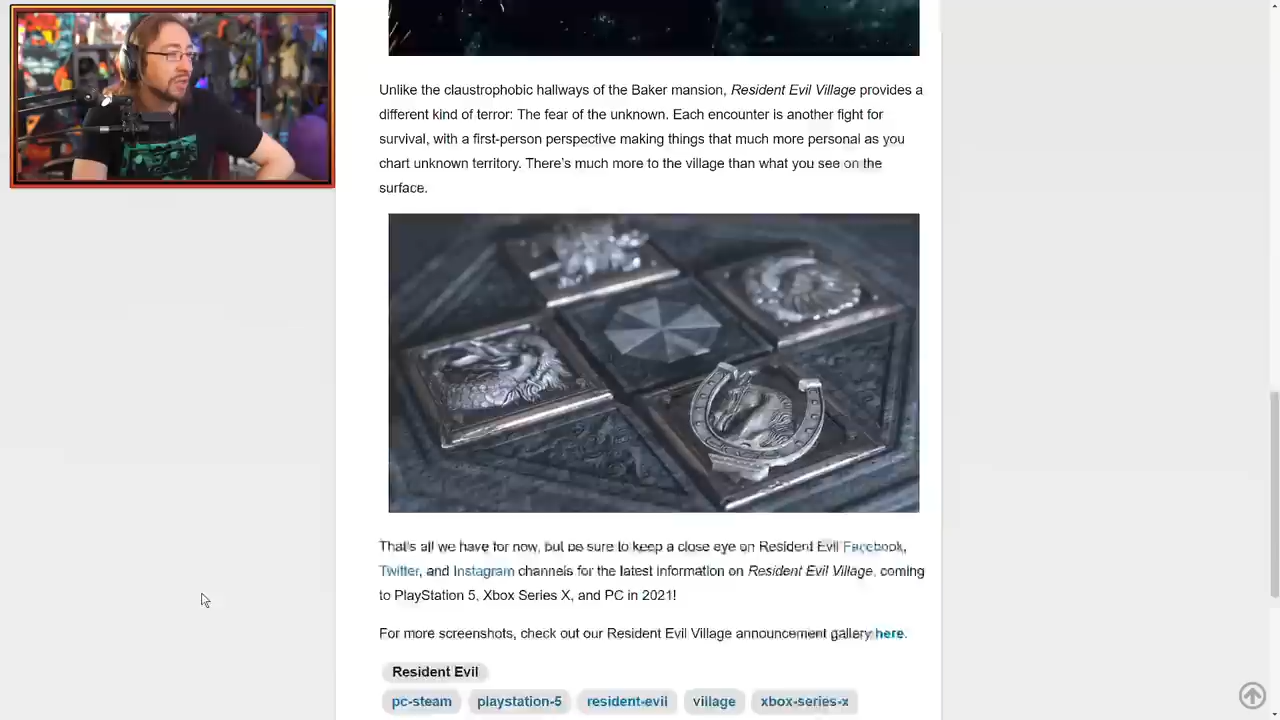 Unlike the claustrophobic hallways of the Baker mansion, Resident Evil Village provides a
different kind of terror: The fear of the unknown. Each encounter is another fight for
survival, with a first-person perspective making things that much more personal as you
chart unknown territory. There's much more to the village than what you see on the
surface.
That's all we have for now, but be sure to keep a close eye on Resident Evil Facebook,
Twitter, and Instagram channels for the latest information on Resident Evil Village, coming
to PlayStation 5, Xbox Series X, and PC in 2021!
For more screenshots, check out our Resident Evil Village announcement gallery here.
Resident Evil
pc-steam playstation-5 resident-evil village xbox-series-x